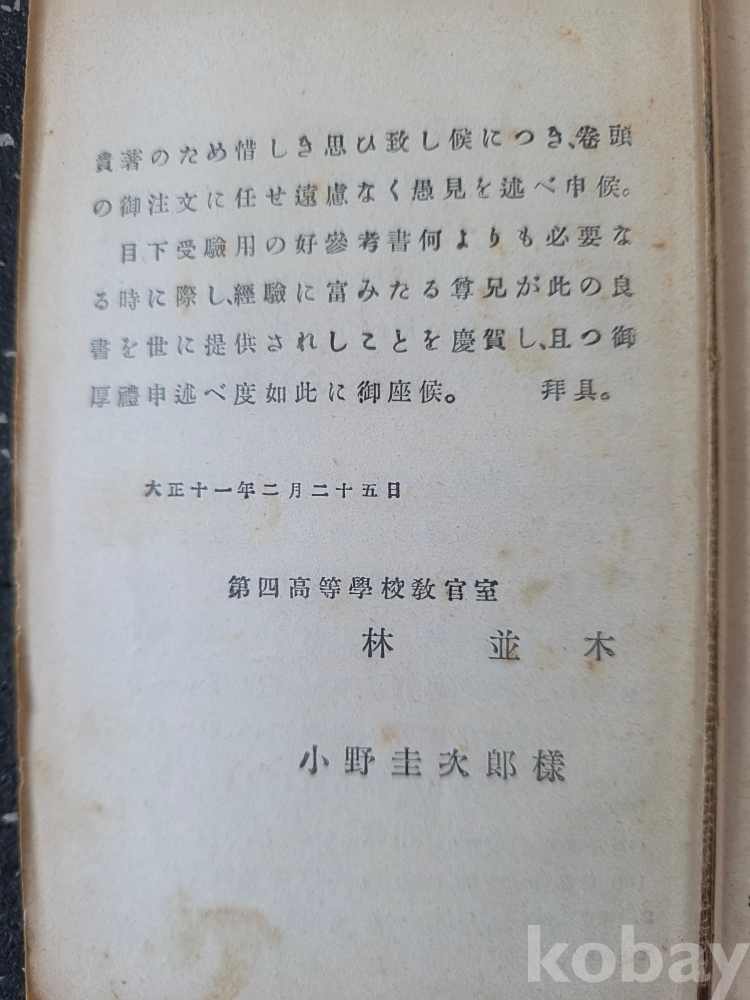 貴著のため惜しき思ひ致し候につき、卷頭
の御注文に任せ遠慮なく愚見を述べ申候。
目下受驗用の好參考書何よりも必要な
る時に際し、經驗に富みたる尊兄が此の良
書を世に提供されしことを慶賀し、且つ御
厚禮申述べ度如此に御座候。 拜具。
大正十一年二月二十五日
第四高等學校敎官室
林 並木
小野圭次郎樣
kobay